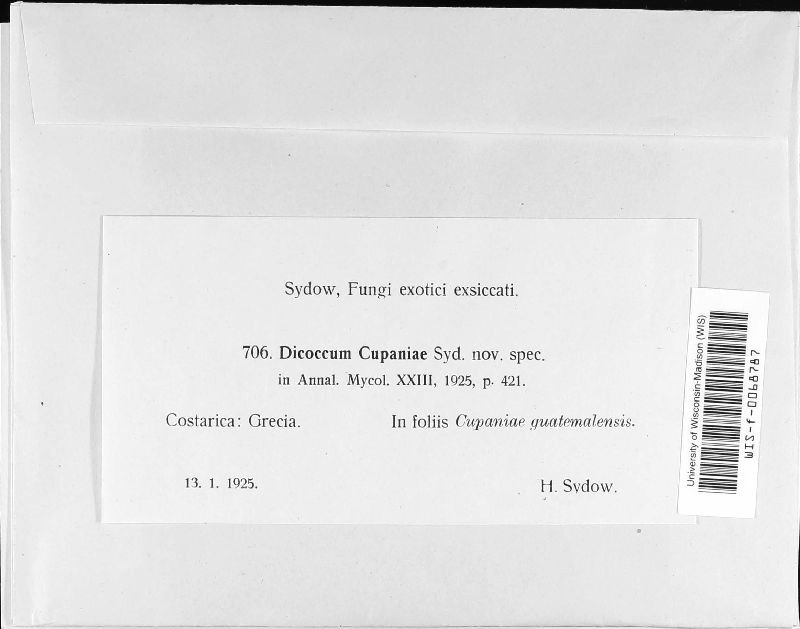 Sydow, Fungi exotici exsiccati.
706. Dicoccum Cupaniae Syd. nov. spec.
in Annal. Mycol. XXIII, 1925, p. 421.
Costarica: Grecia. In foliis Cupaniae guatemalensis.
13. 1. 1925. H. Sydow.
University of Wisconsin-Madison (WIS)
WIS-f-0068787